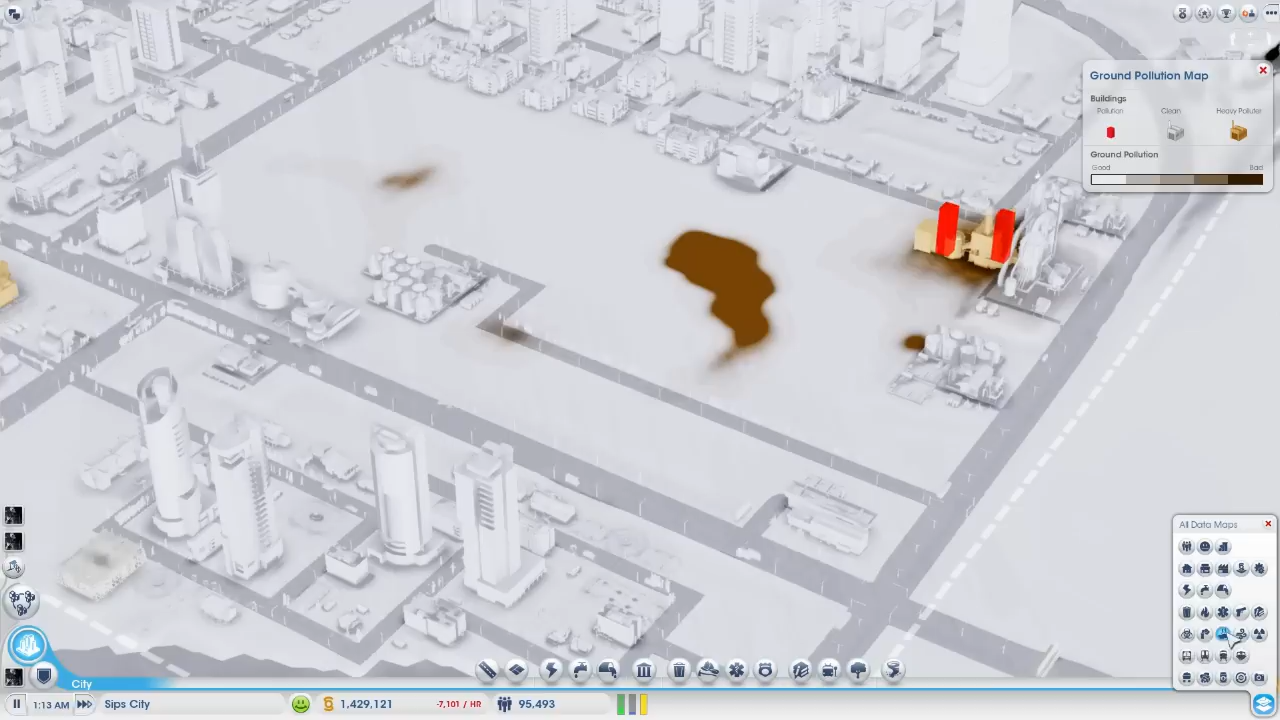 Ground Pollution Map
Buildings
Pollution Clean Heavy Polluter
Ground Pollution
Good Bad
All Data Maps
City
1:13 AM Sips City 1,429,121 -7,101 / HR 95,493